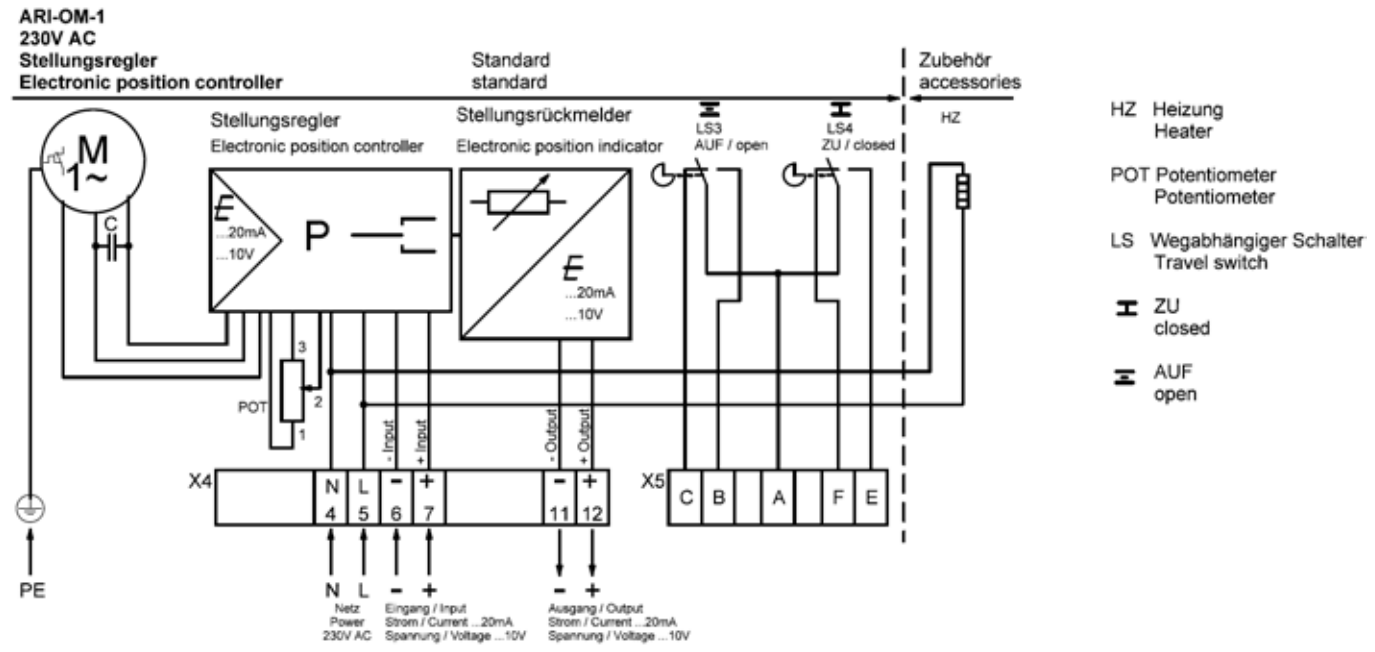 ARI-OM-1
230V AC
Stellungsregler
Electronic position controller
Standard
standard
Zubehör
accessories
M
1~
C
Stellungsregler
Electronic position controller
E
...20mA
...10V
P
Stellungsrückmelder
Electronic position indicator
E
...20mA
...10V
LS3
AUF / open
LS4
ZU / closed
HZ
HZ Heizung
Heater
POT Potentiometer
Potentiometer
LS Wegabhängiger Schalter
Travel switch
ZU
closed
AUF
open
POT
3
2
1
- Input
+ Input
- Output
+ Output
X4
N L - + - +
4 5 6 7 11 12
X5
C B A F E
PE
N L - + - +
Netz
Power
230V AC
Eingang / Input
Strom / Current ...20mA
Spannung / Voltage ...10V
Ausgang / Output
Strom / Current ...20mA
Spannung / Voltage ...10V